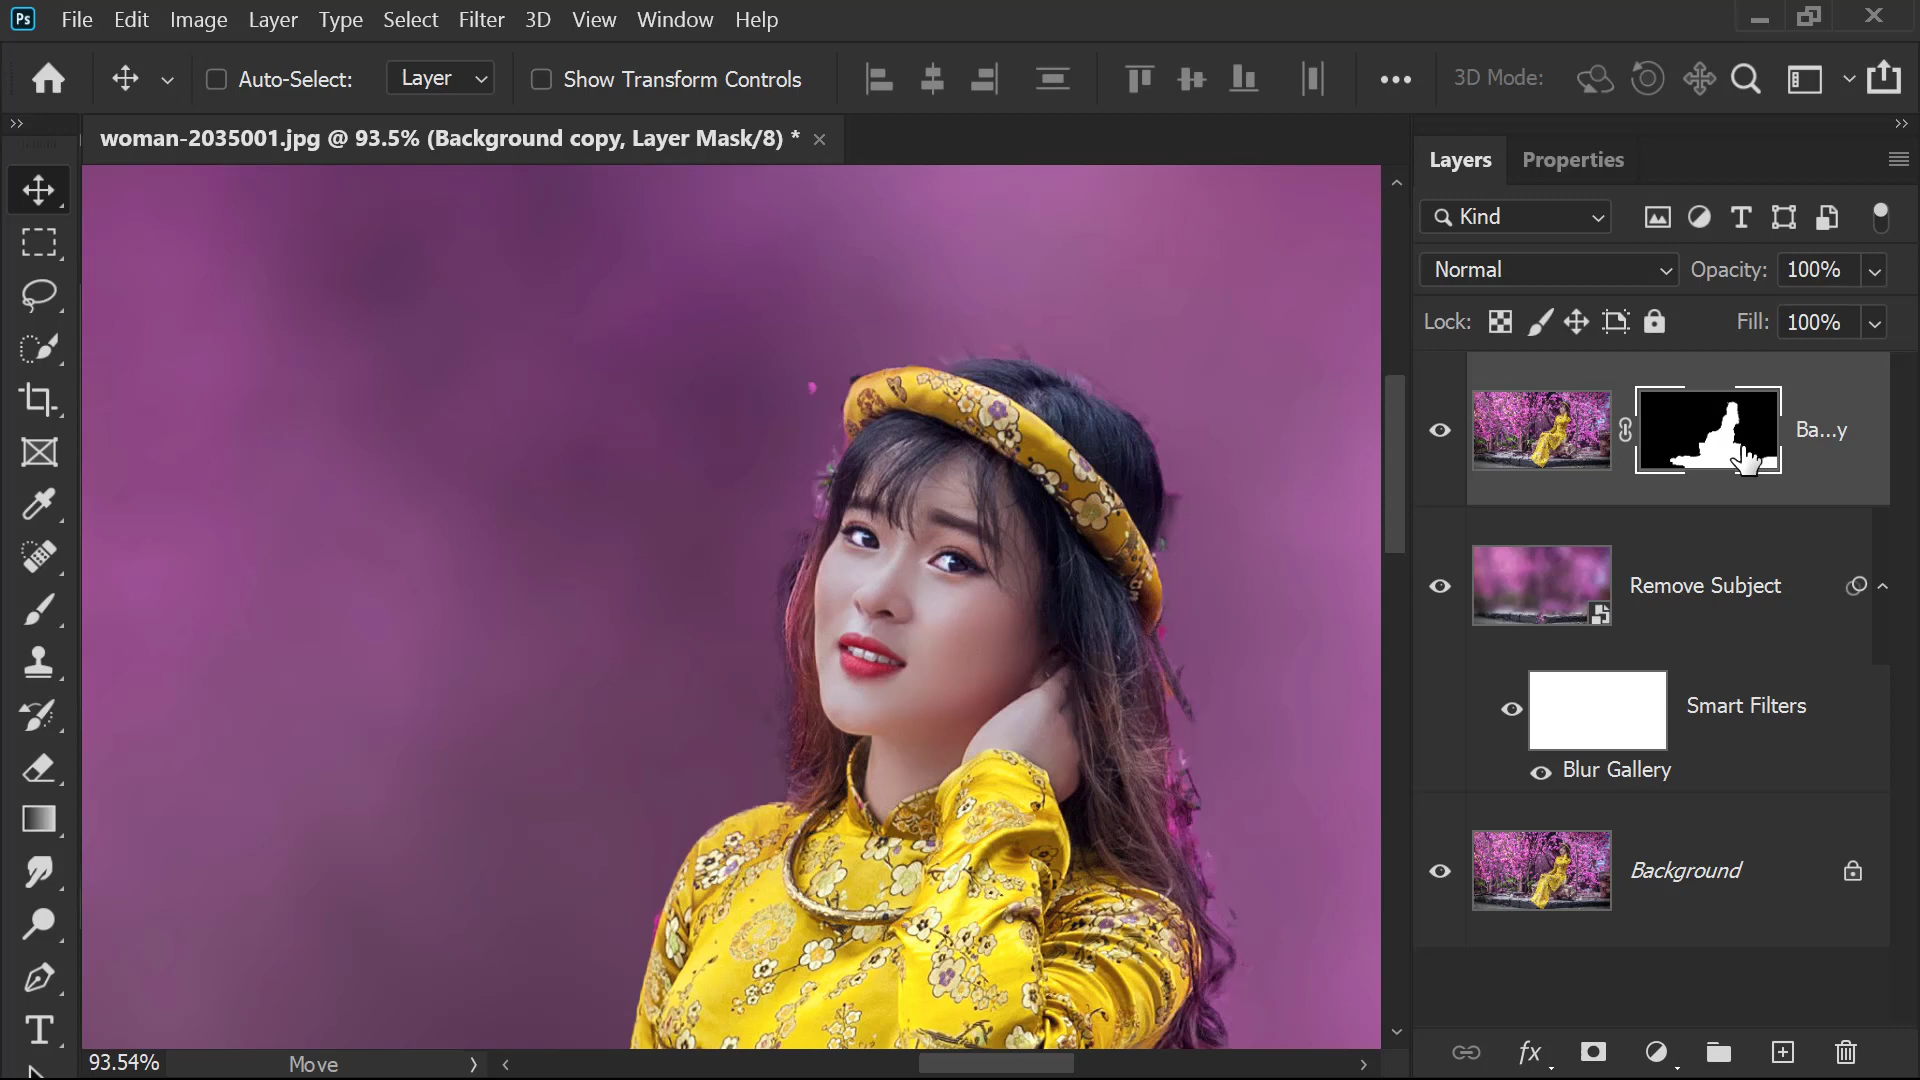 Ps File Edit Image Layer Type Select Filter 3D View Window Help
Auto-Select: Layer Show Transform Controls 3D Mode:
woman-2035001.jpg @ 93.5% (Background copy, Layer Mask/8) *
Layers Properties
Kind
Normal Opacity: 100%
Lock: Fill: 100%
Ba...y
Remove Subject
Smart Filters
Blur Gallery
Background
93.54% Move
fx